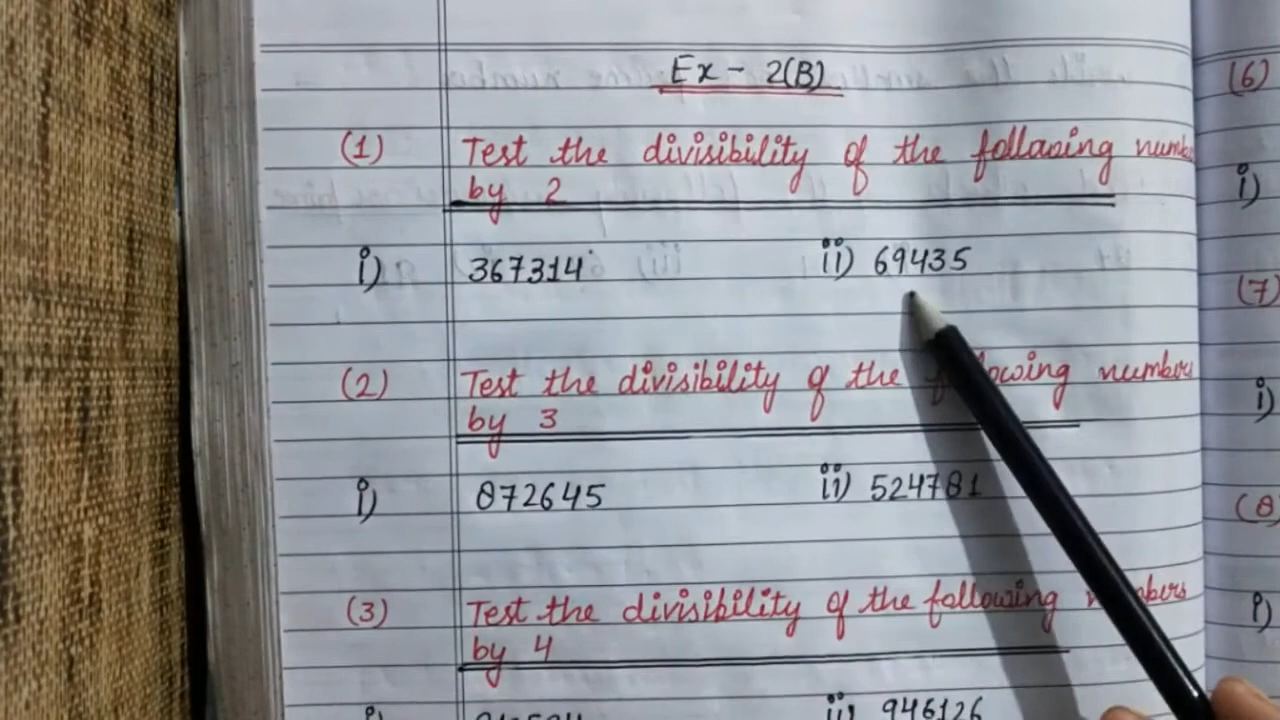 Ex - 2(B)
(1) Test the divisibility of the following
by 2
i) 367314 ii) 69435
(2) Test the divisibility of the following numbers
by 3
i) 872645 ii) 524781
(3) Test the divisibility of the following numbers
by 4
ii) 946126
(6)
i)
(7)
i)
(8)
i)